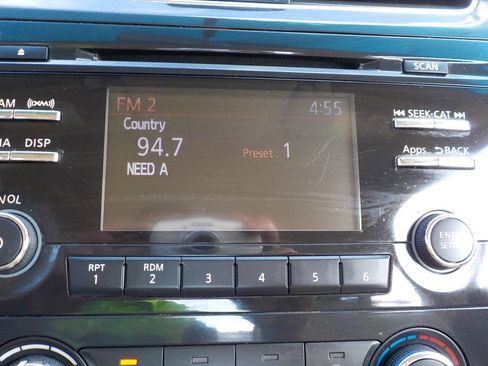 SCAN
FM 2 4:55
Country
94.7 Preset : 1
NEED A
AM ((XM))
SEEK·CAT
DISP
Apps BACK
VOL
ENTER
RPT 1
RDM 2
3
4
5
6